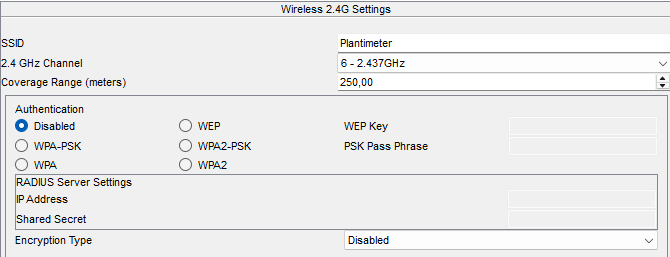 Wireless 2.4G Settings
SSID Plantimeter
2.4 GHz Channel 6 - 2.437GHz
Coverage Range (meters) 250,00
Authentication
Disabled WEP WEP Key
WPA-PSK WPA2-PSK PSK Pass Phrase
WPA WPA2
RADIUS Server Settings
IP Address
Shared Secret
Encryption Type Disabled